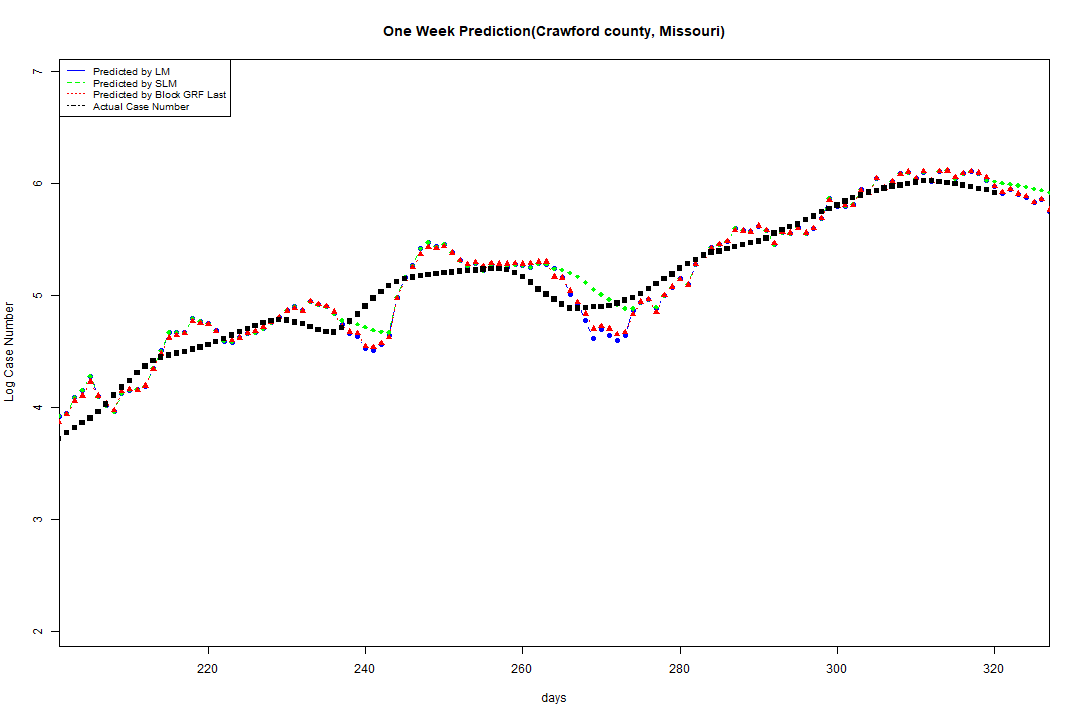 One Week Prediction(Crawford county, Missouri)
Predicted by LM
Predicted by SLM
Predicted by Block GRF Last
Actual Case Number
7
6
5
4
3
2
Log Case Number
220 240 260 280 300 320
days